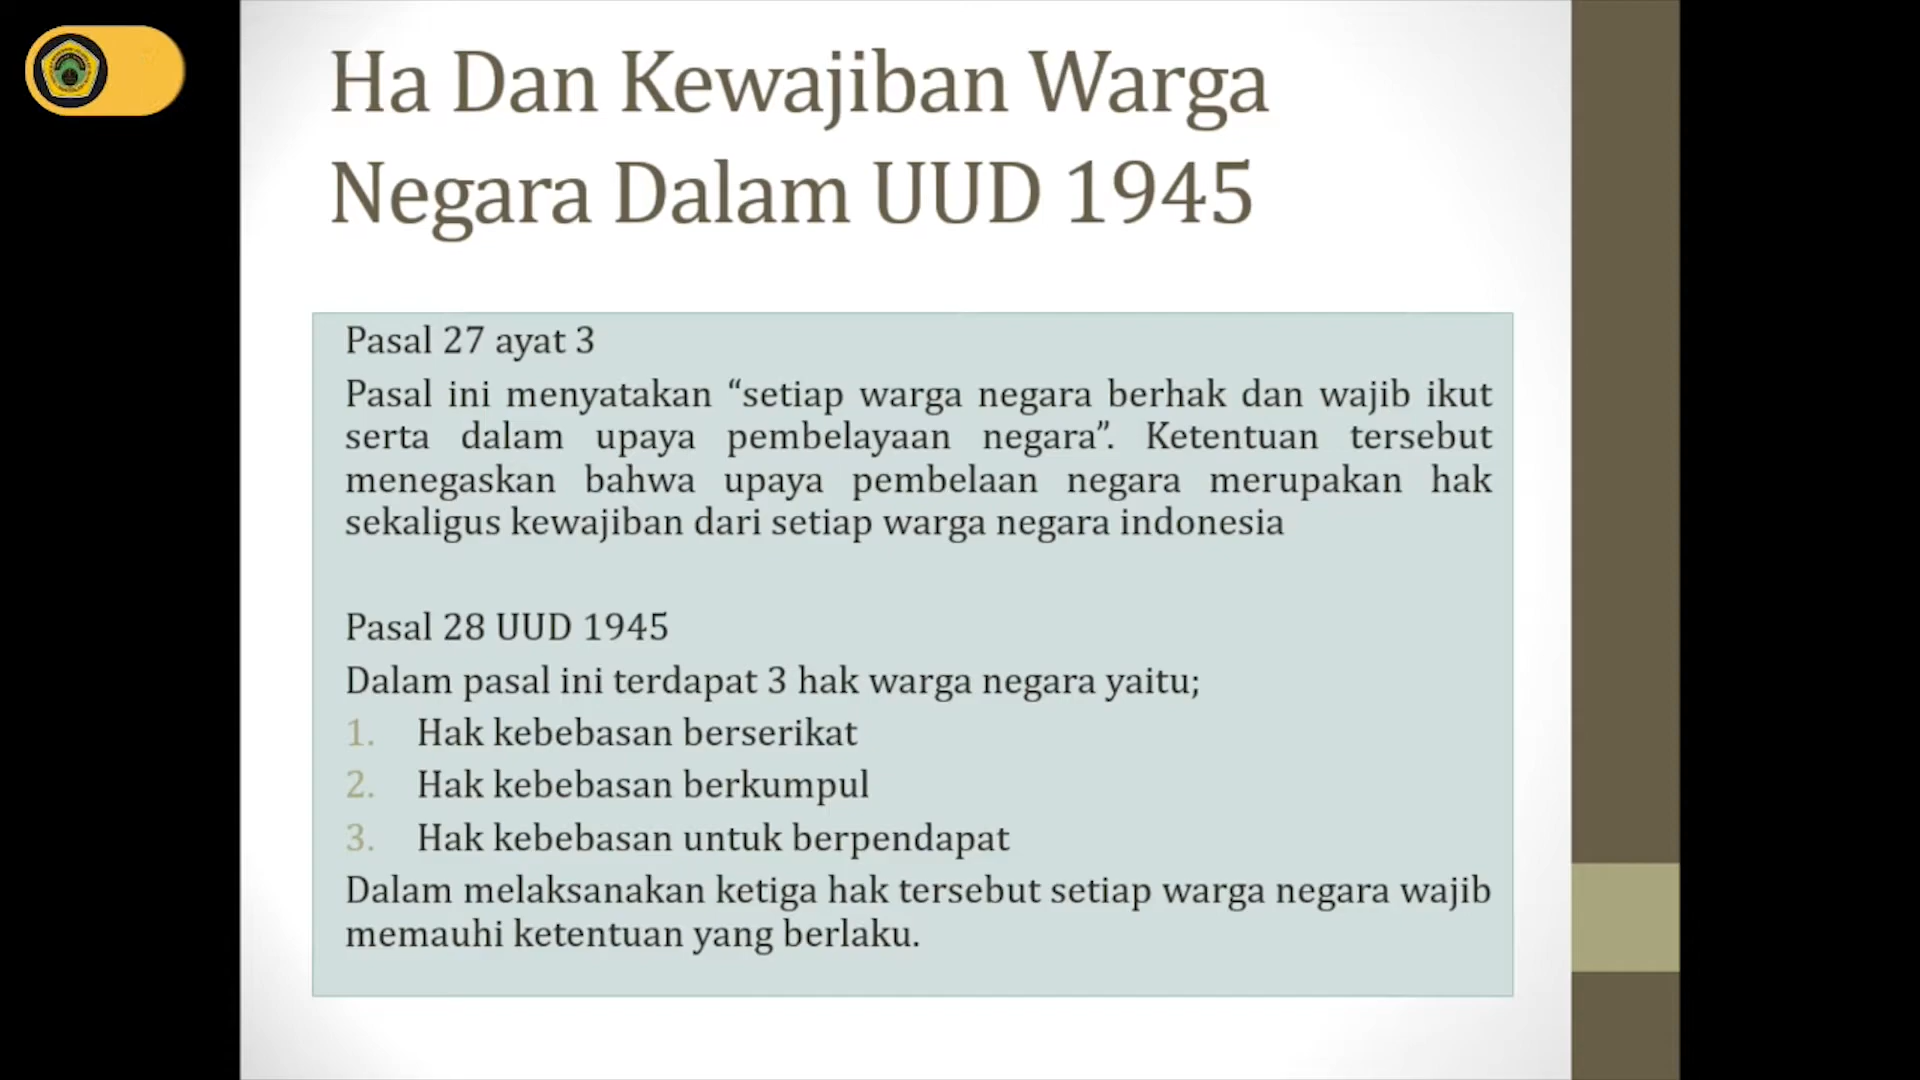 Ha Dan Kewajiban Warga
Negara Dalam UUD 1945
Pasal 27 ayat 3
Pasal ini menyatakan “setiap warga negara berhak dan wajib ikut
serta dalam upaya pembelayaan negara”. Ketentuan tersebut
menegaskan bahwa upaya pembelaan negara merupakan hak
sekaligus kewajiban dari setiap warga negara indonesia
Pasal 28 UUD 1945
Dalam pasal ini terdapat 3 hak warga negara yaitu;
1. Hak kebebasan berserikat
2. Hak kebebasan berkumpul
3. Hak kebebasan untuk berpendapat
Dalam melaksanakan ketiga hak tersebut setiap warga negara wajib
memauhi ketentuan yang berlaku.